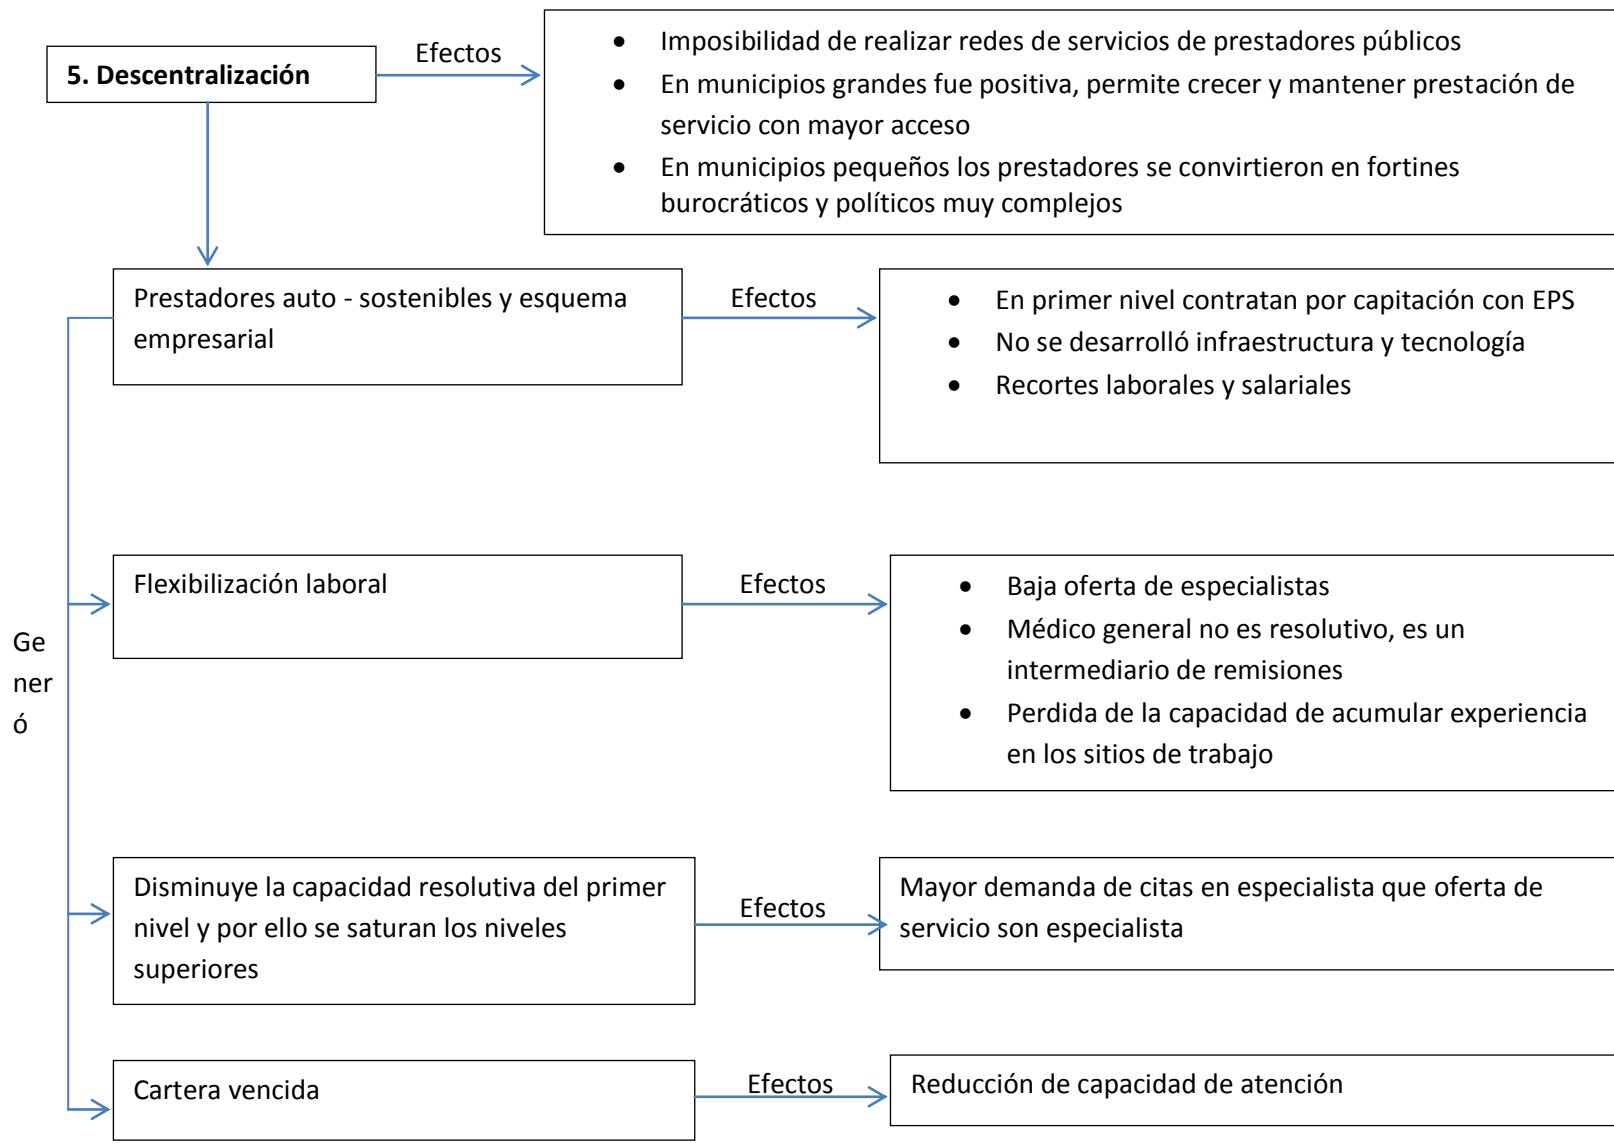 5. Descentralización
Efectos
• Imposibilidad de realizar redes de servicios de prestadores públicos
• En municipios grandes fue positiva, permite crecer y mantener prestación de
servicio con mayor acceso
• En municipios pequeños los prestadores se convirtieron en fortines
burocráticos y políticos muy complejos
Prestadores auto - sostenibles y esquema
empresarial
Efectos
• En primer nivel contratan por capitación con EPS
• No se desarrolló infraestructura y tecnología
• Recortes laborales y salariales
Ge
ner
ó
Flexibilización laboral
Efectos
• Baja oferta de especialistas
• Médico general no es resolutivo, es un
intermediario de remisiones
• Perdida de la capacidad de acumular experiencia
en los sitios de trabajo
Disminuye la capacidad resolutiva del primer
nivel y por ello se saturan los niveles
superiores
Efectos
Mayor demanda de citas en especialista que oferta de
servicio son especialista
Cartera vencida
Efectos
Reducción de capacidad de atención